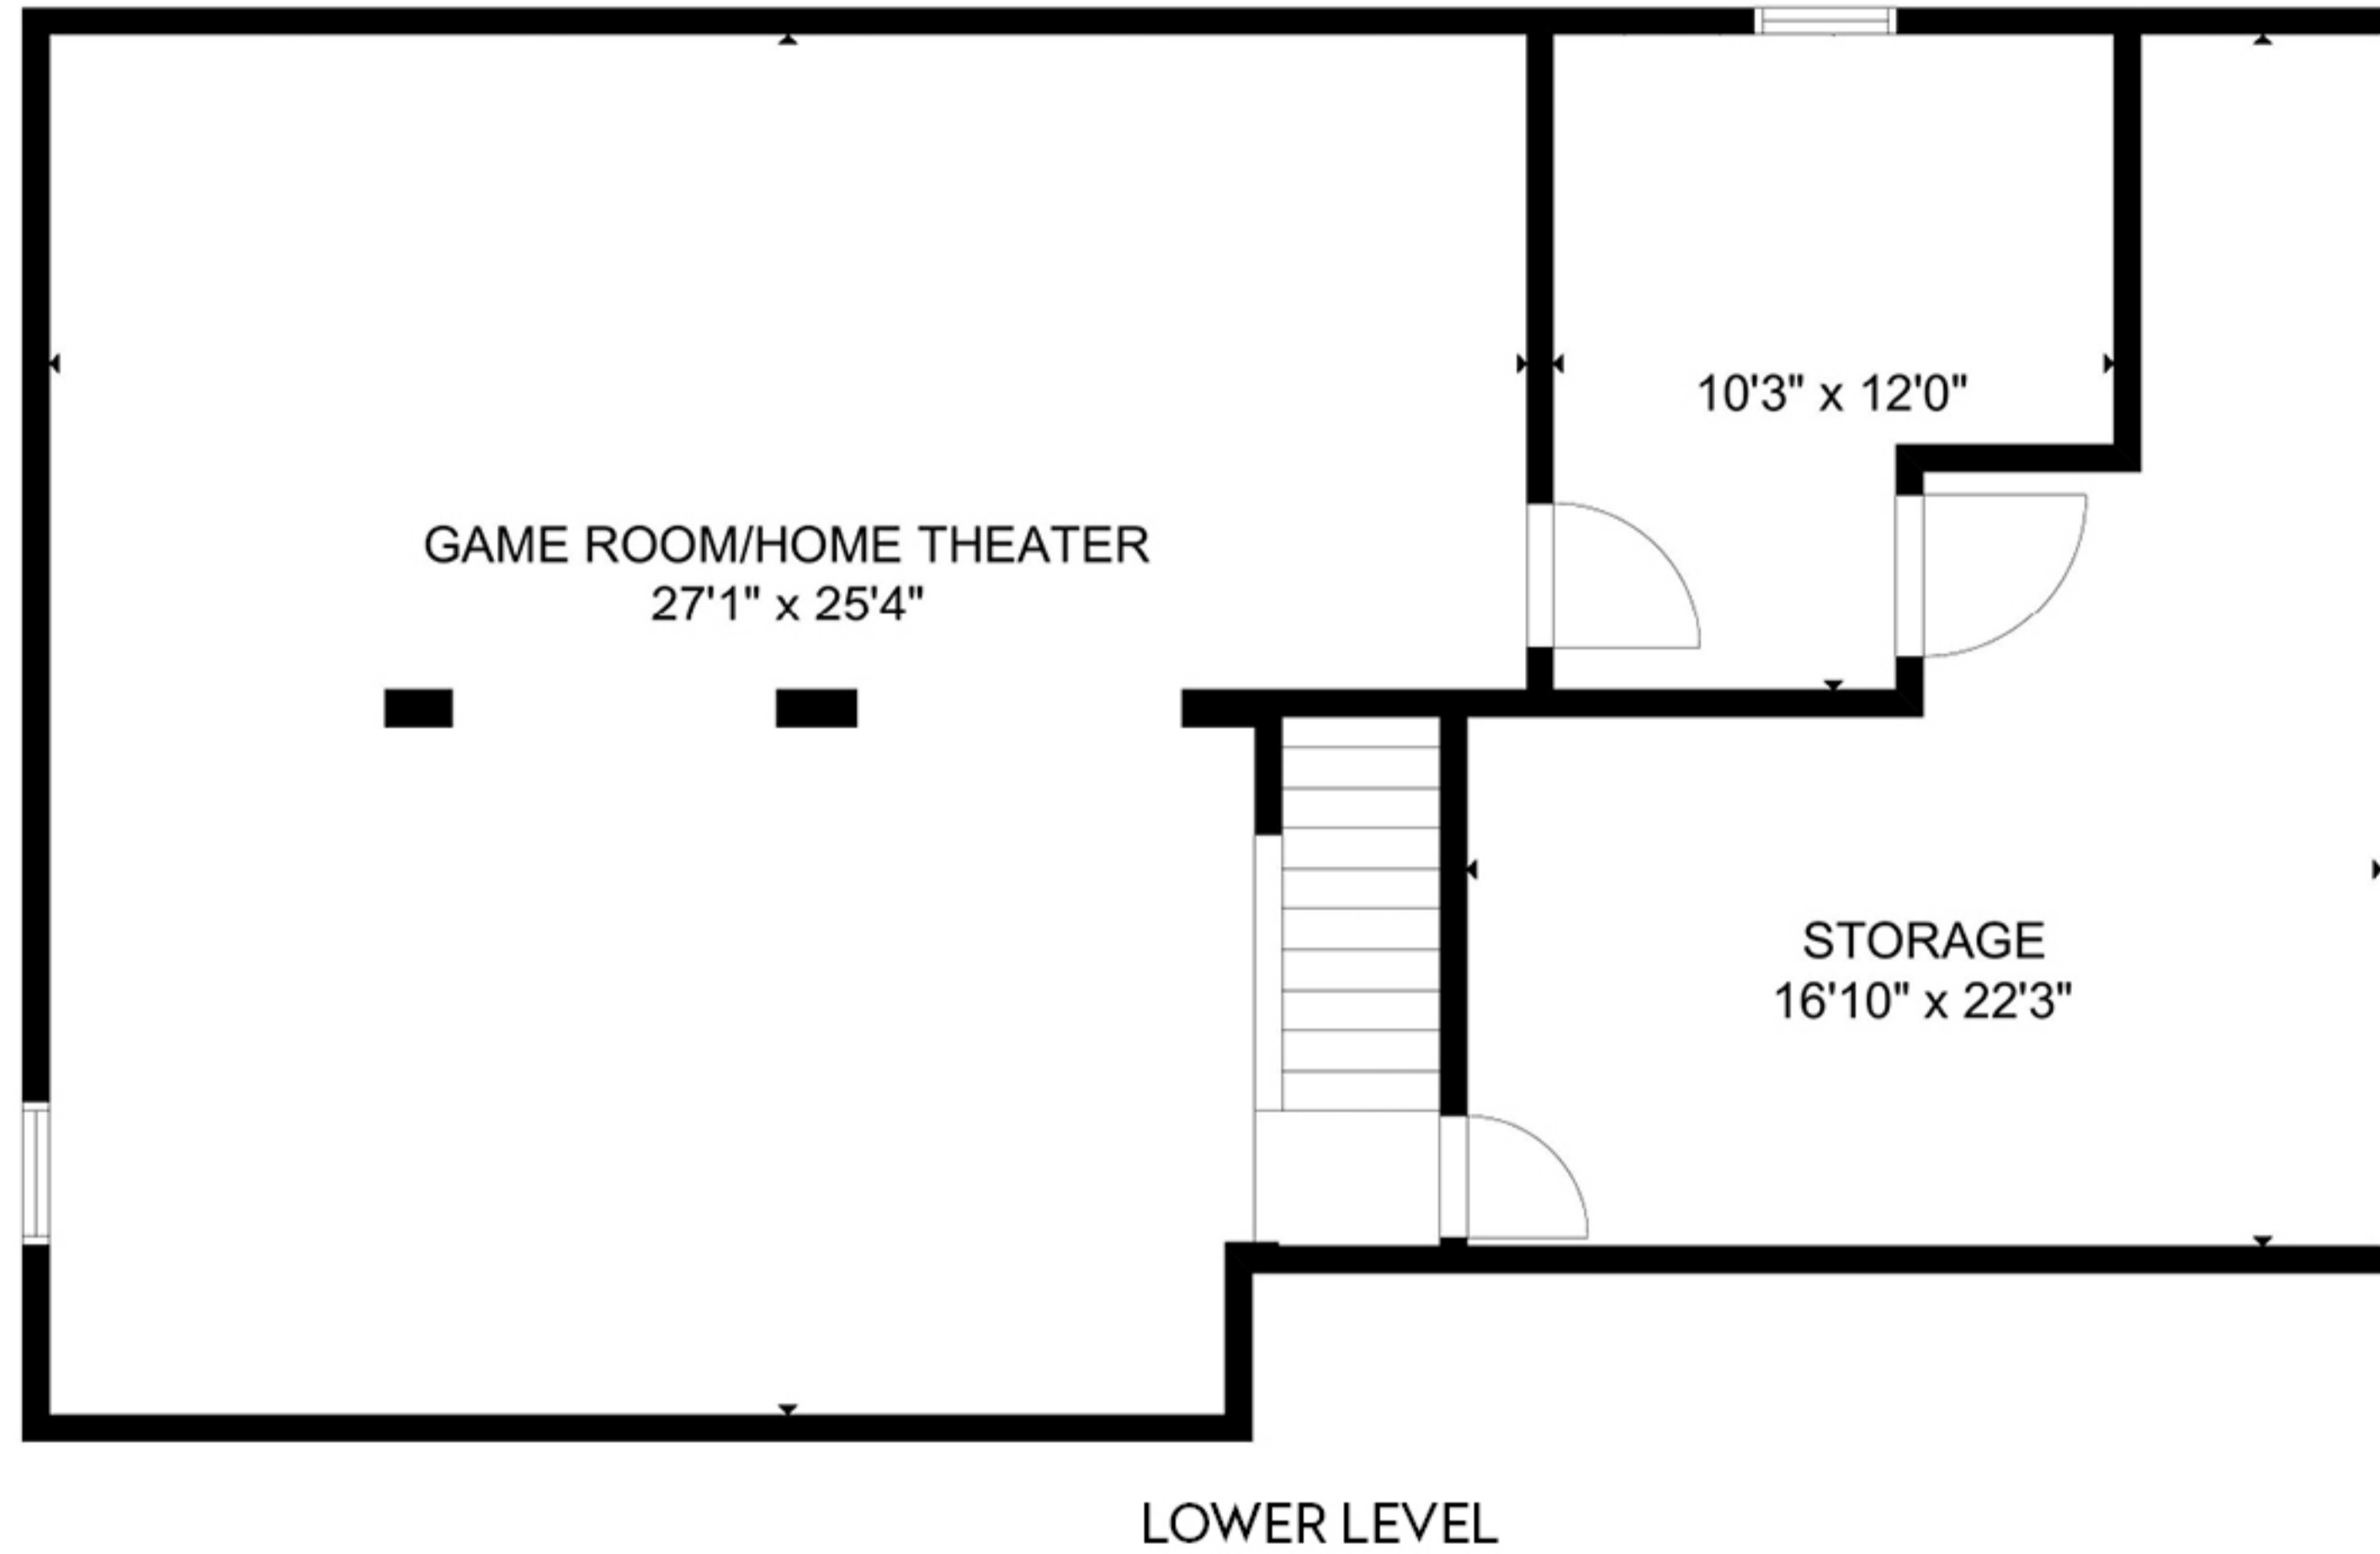 10'3" x 12'0"
GAME ROOM/HOME THEATER
27'1" x 25'4"
STORAGE
16'10" x 22'3"
LOWER LEVEL